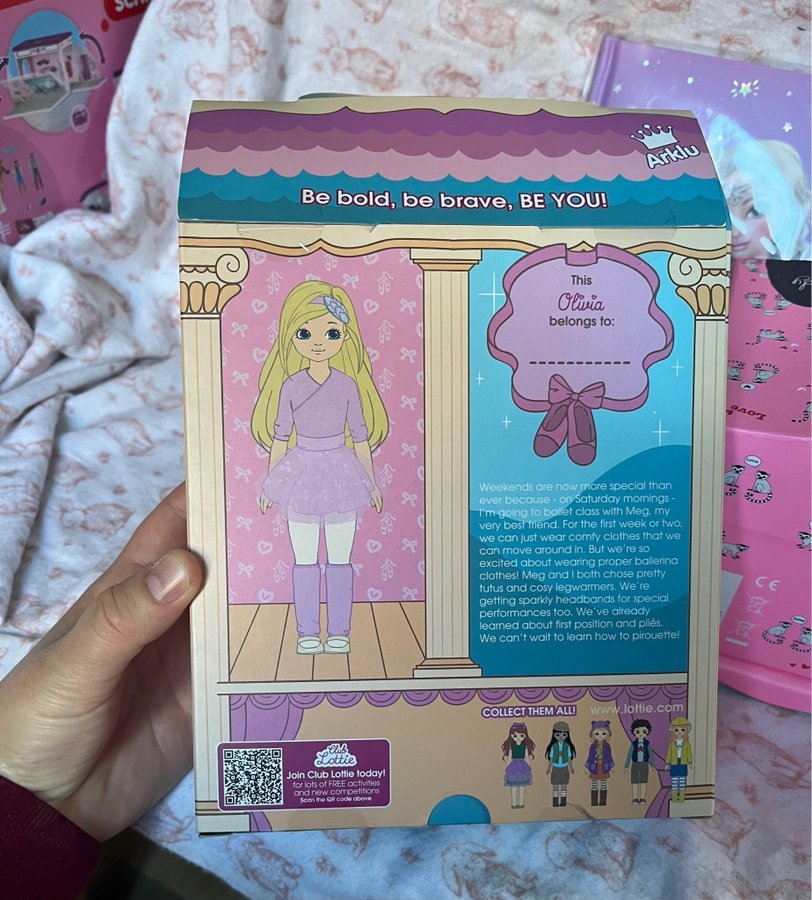 Arklu
Be bold, be brave, BE YOU!
This
Olivia
belongs to:
Weekends are now more special than
ever because - on Saturday mornings -
I'm going to ballet class with Meg, my
very best friend. For the first week or two,
we can just wear comfy clothes that we
can move around in. But we're so
excited about wearing proper ballerina
clothes! Meg and I both chose pretty
tutus and cosy legwarmers. We're
getting sparkly headbands for special
performances too. We've already
learned about first position and pliés.
We can't wait to learn how to pirouette!
COLLECT THEM ALL! www.lottie.com
Club
Lottie
Join Club Lottie today!
for lots of FREE activities
and new competitions
Scan the QR code above
CE